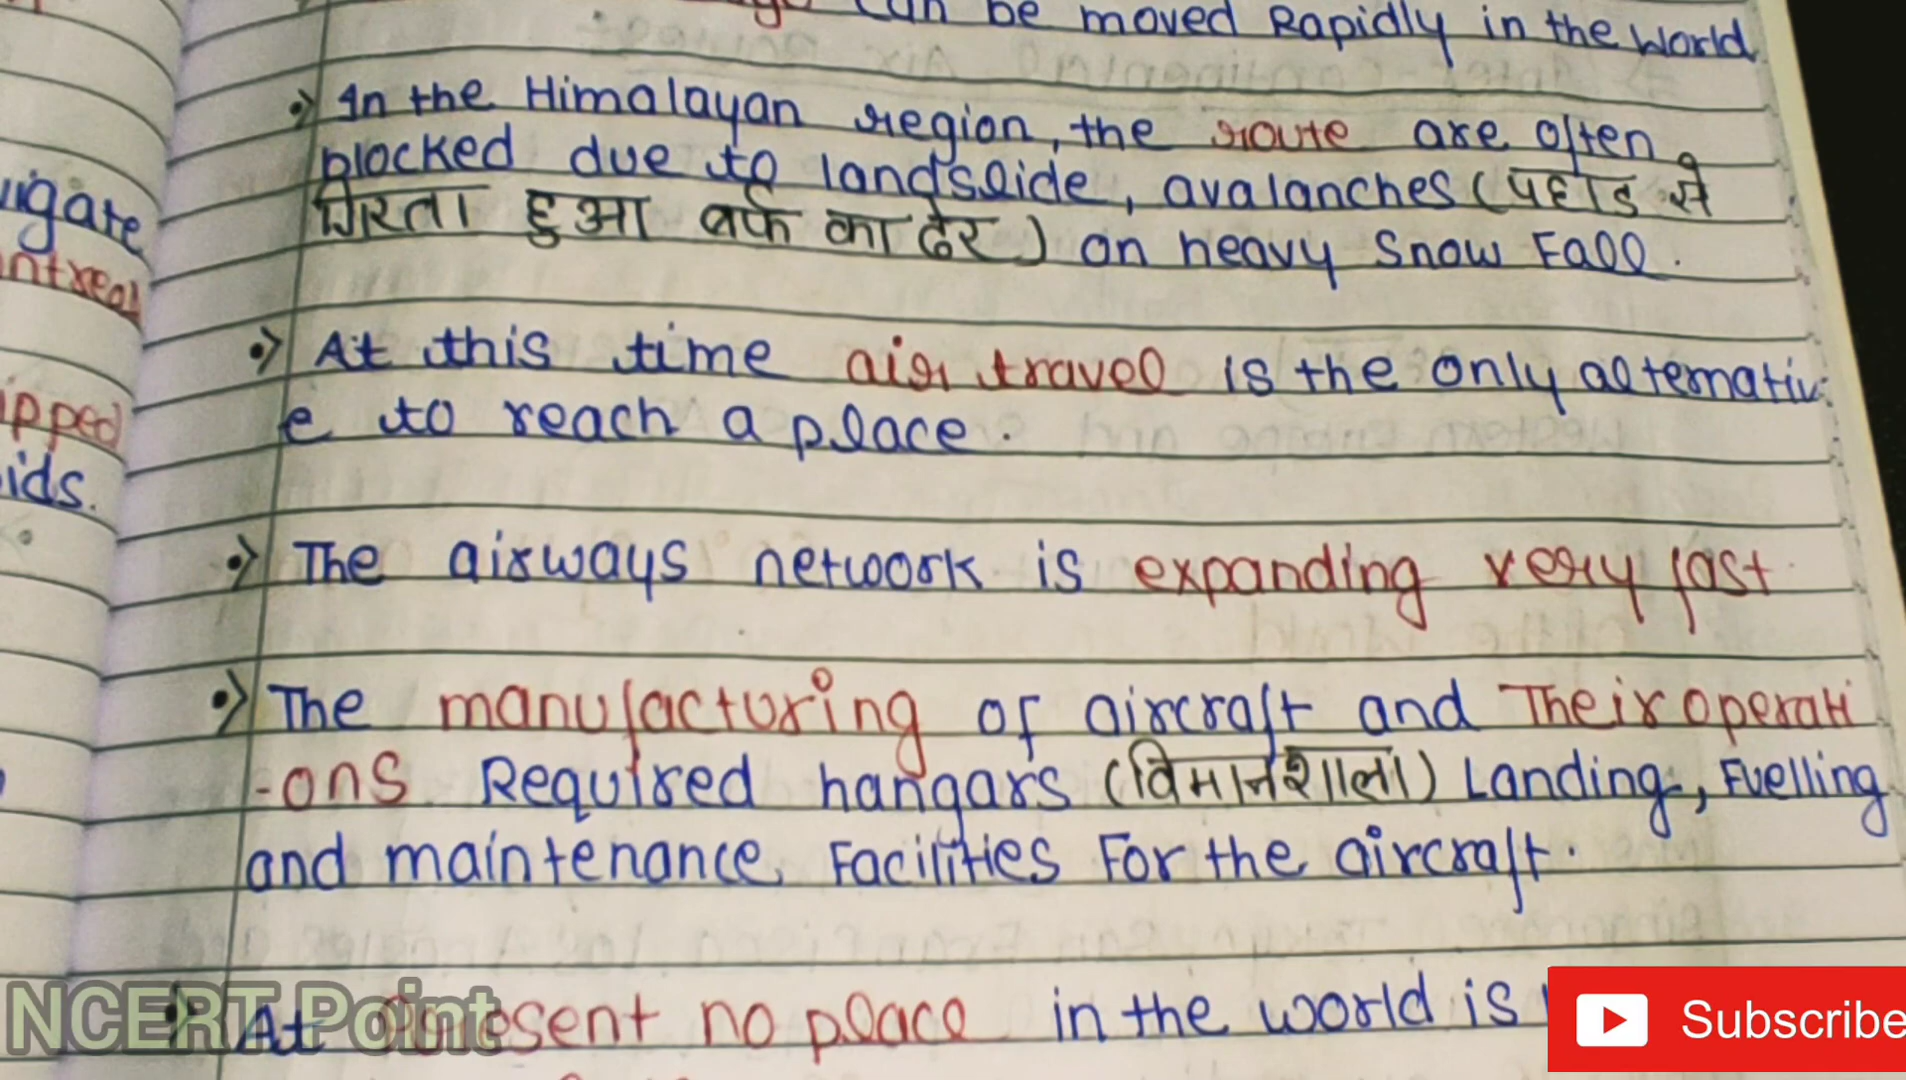 can be moved Rapidly in the world
In the Himalayan region, the route are often
blocked due to landslide, avalanches (पहाड से
गिरता हुआ बर्फ का ढेर) on heavy Snow Fall.
At this time air travel is the only alternativ
e to reach a place.
The airways network is expanding very fast
The manufacturing of aircraft and Their operati
-ons Required hangars (विमानशाला) Landing, Fuelling
and maintenance Facilities For the aircraft.
At present no place in the world is
igate
ntreal
ipped
ids.
NCERT Point
Subscribe